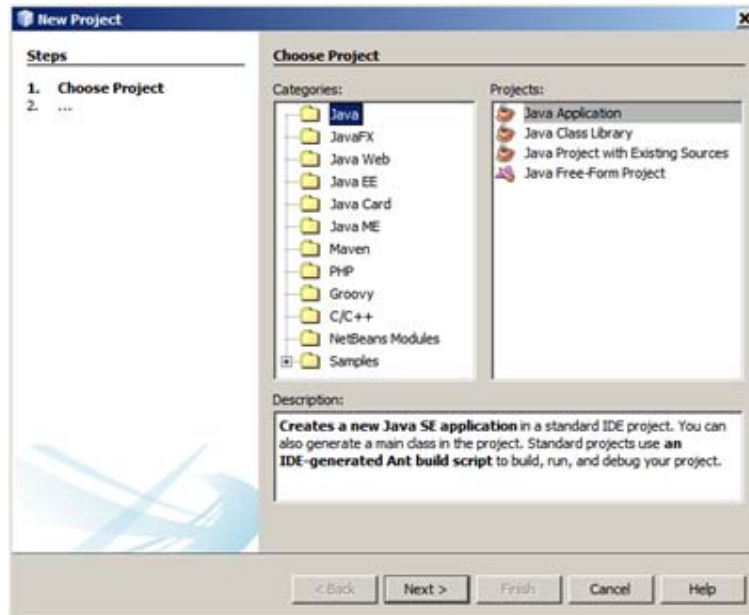 New Project
Steps
1. Choose Project
2. ...
Choose Project
Categories:
Java
JavaFX
Java Web
Java EE
Java Card
Java ME
Maven
PHP
Groovy
C/C++
NetBeans Modules
Samples
Projects:
Java Application
Java Class Library
Java Project with Existing Sources
Java Free-Form Project
Description:
Creates a new Java SE application in a standard IDE project. You can
also generate a main class in the project. Standard projects use an
IDE-generated Ant build script to build, run, and debug your project.
< Back
Next >
Finish
Cancel
Help